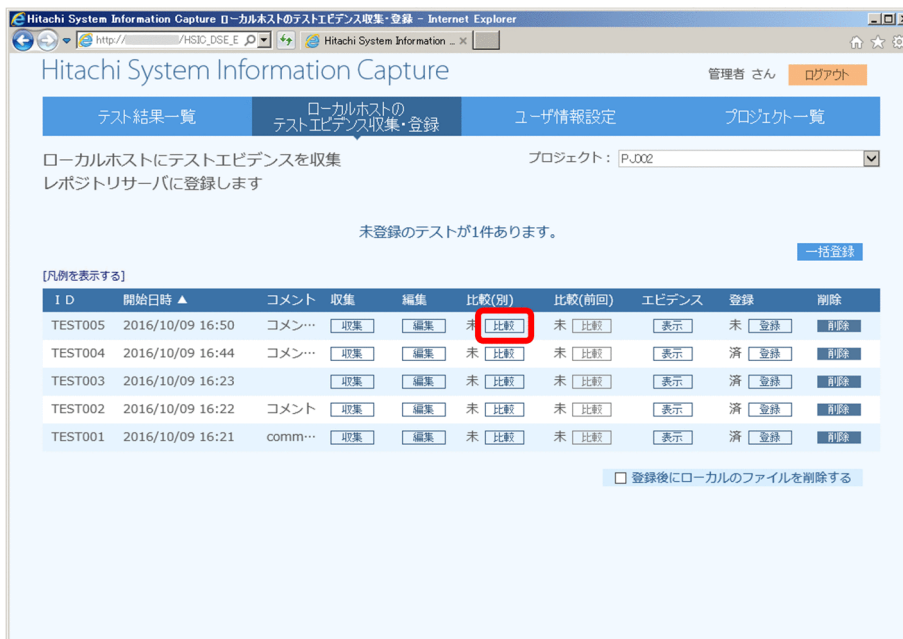 Hitachi System Information Capture ローカルホストのテストエビデンス収集・登録 - Internet Explorer
http:// /HSIC_DSE_E Hitachi System Information ... ×
Hitachi System Information Capture
管理者 さん ログアウト
テスト結果一覧
ローカルホストの
テストエビデンス収集・登録
ユーザ情報設定
プロジェクト一覧
ローカルホストにテストエビデンスを収集
レポジトリサーバに登録します
プロジェクト： PJ002
未登録のテストが1件あります。
一括登録
[凡例を表示する]
ＩＤ 開始日時 ▲ コメント 収集 編集 比較(別) 比較(前回) エビデンス 登録 削除
TEST005 2016/10/09 16:50 コメン… 収集 編集 未 比較 未 比較 表示 未 登録 削除
TEST004 2016/10/09 16:44 コメン… 収集 編集 未 比較 未 比較 表示 済 登録 削除
TEST003 2016/10/09 16:23 収集 編集 未 比較 未 比較 表示 済 登録 削除
TEST002 2016/10/09 16:22 コメント 収集 編集 未 比較 未 比較 表示 済 登録 削除
TEST001 2016/10/09 16:21 comm… 収集 編集 未 比較 未 比較 表示 済 登録 削除
登録後にローカルのファイルを削除する